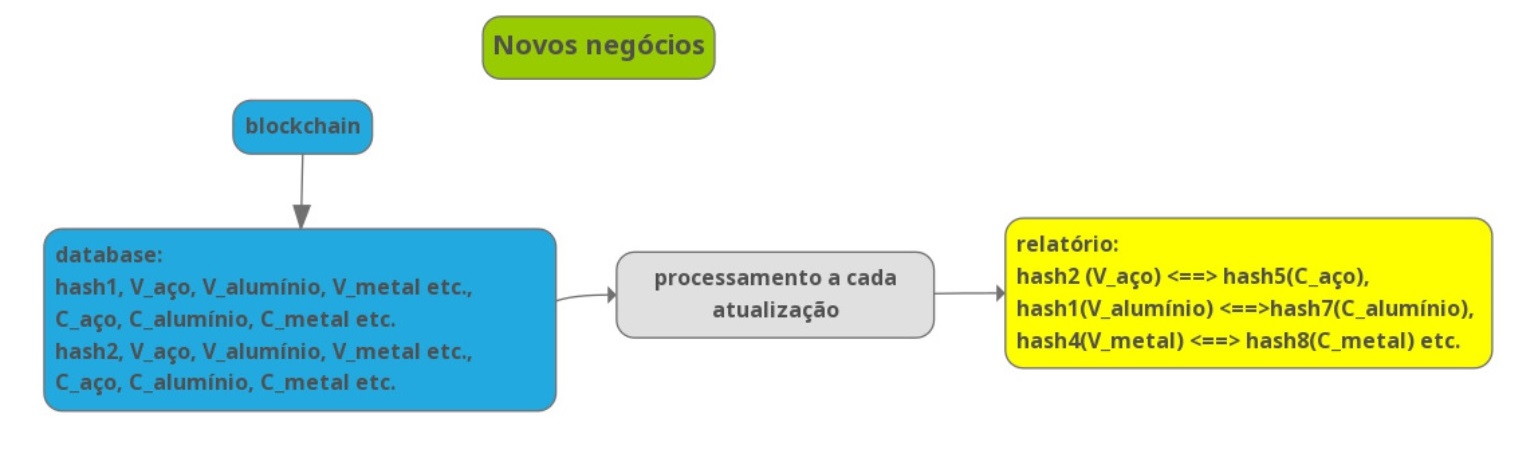 Novos negócios
blockchain
database:
hash1, V_aço, V_alumínio, V_metal etc.,
C_aço, C_alumínio, C_metal etc.
hash2, V_aço, V_alumínio, V_metal etc.,
C_aço, C_alumínio, C_metal etc.
processamento a cada
atualização
relatório:
hash2 (V_aço) <==> hash5(C_aço),
hash1(V_alumínio) <==>hash7(C_alumínio),
hash4(V_metal) <==> hash8(C_metal) etc.